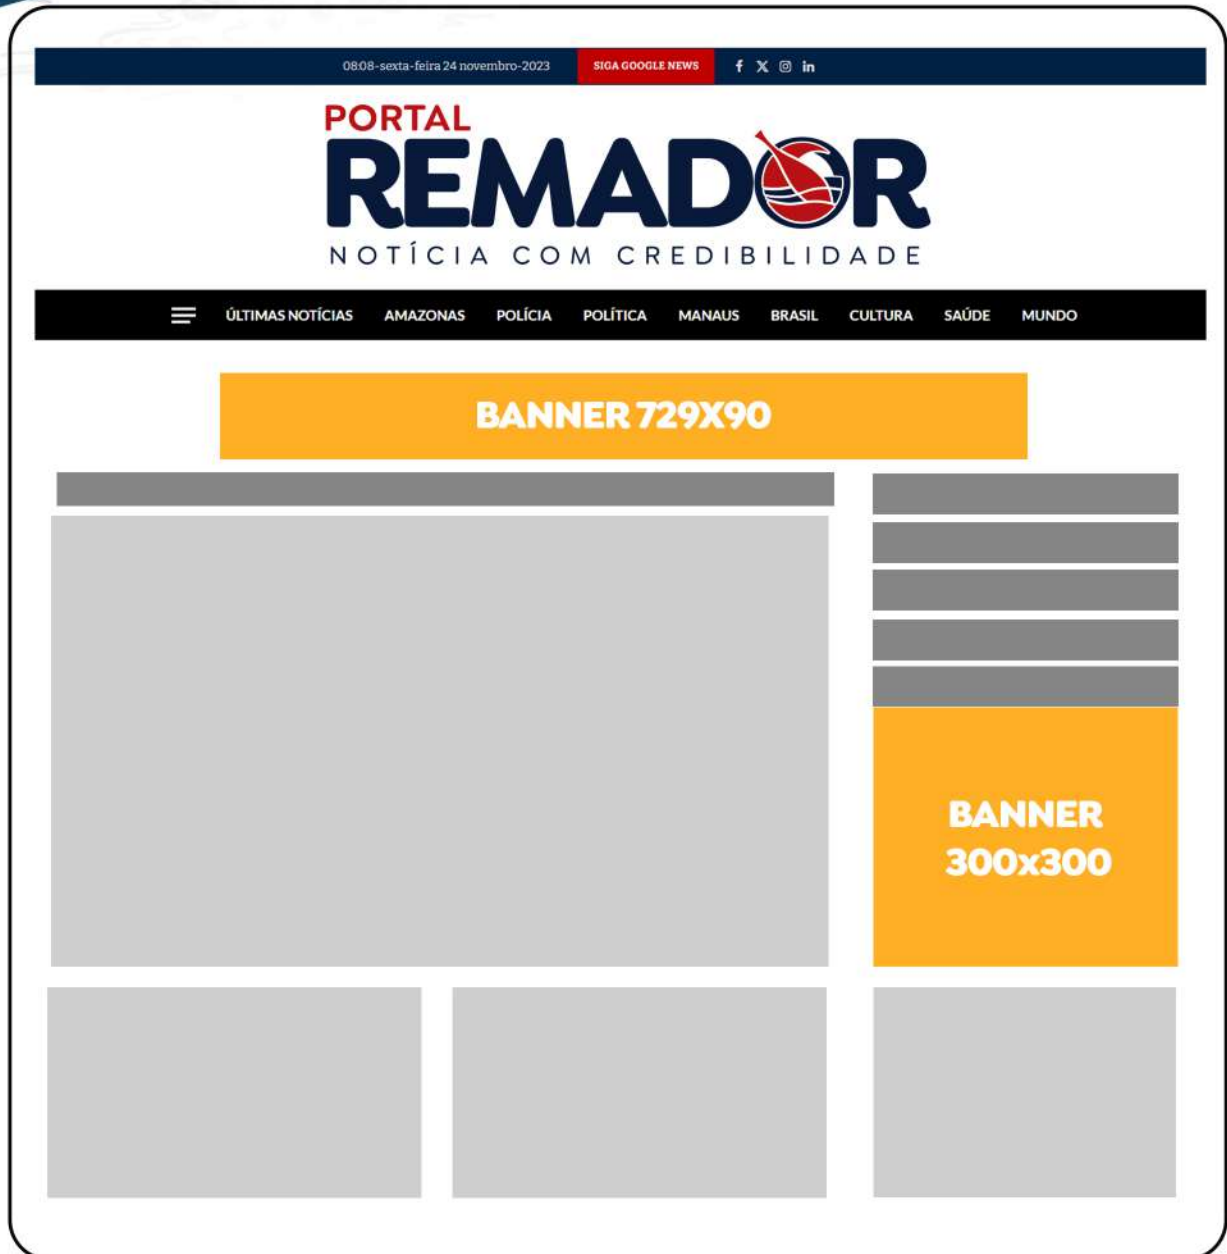 08:08-sexta-feira 24 novembro-2023 SIGA GOOGLE NEWS
PORTAL
REMADOR
NOTÍCIA COM CREDIBILIDADE
ÚLTIMAS NOTÍCIAS AMAZONAS POLÍCIA POLÍTICA MANAUS BRASIL CULTURA SAÚDE MUNDO
BANNER 729X90
BANNER
300x300